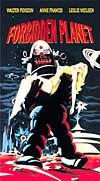 WALTER PIDGEON ANNE FRANCIS LESLIE NIELSEN
FORBIDDEN PLANET